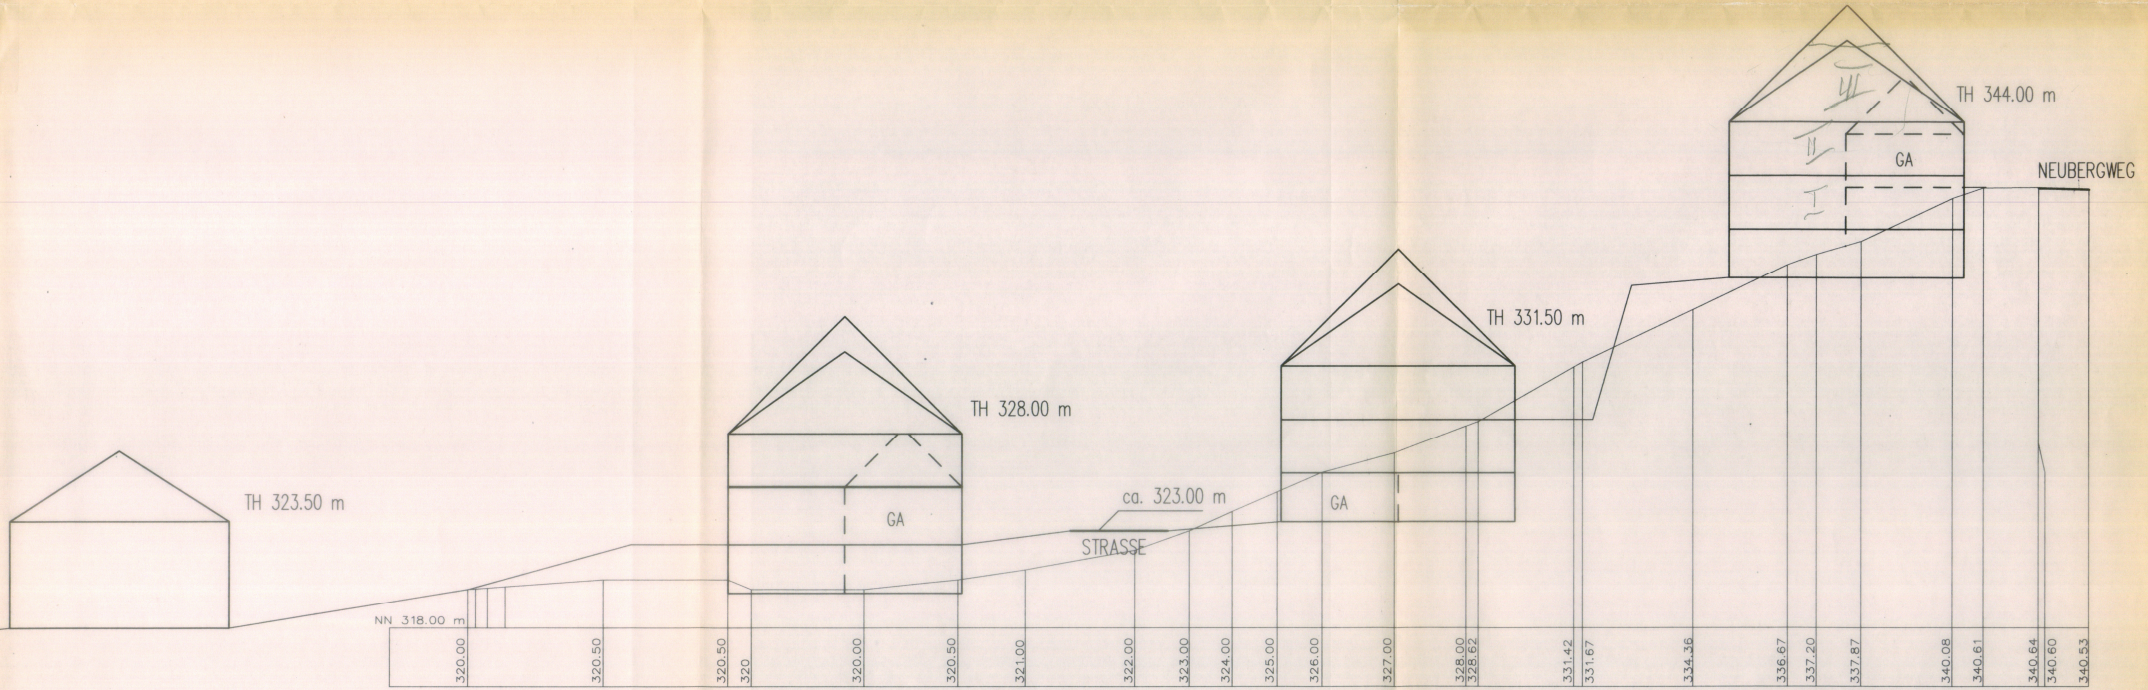 TH 344.00 m
III
II
GA
I
NEUBERGWEG
TH 331.50 m
TH 328.00 m
TH 323.50 m
ca. 323.00 m
GA
GA
STRASSE
NN 318.00 m
320.00
320.50
320.50
320
320.00
320.50
321.00
322.00
323.00
324.00
325.00
326.00
327.00
328.00
328.62
331.42
331.67
334.36
336.67
337.20
337.87
340.08
340.61
340.64
340.60
340.53